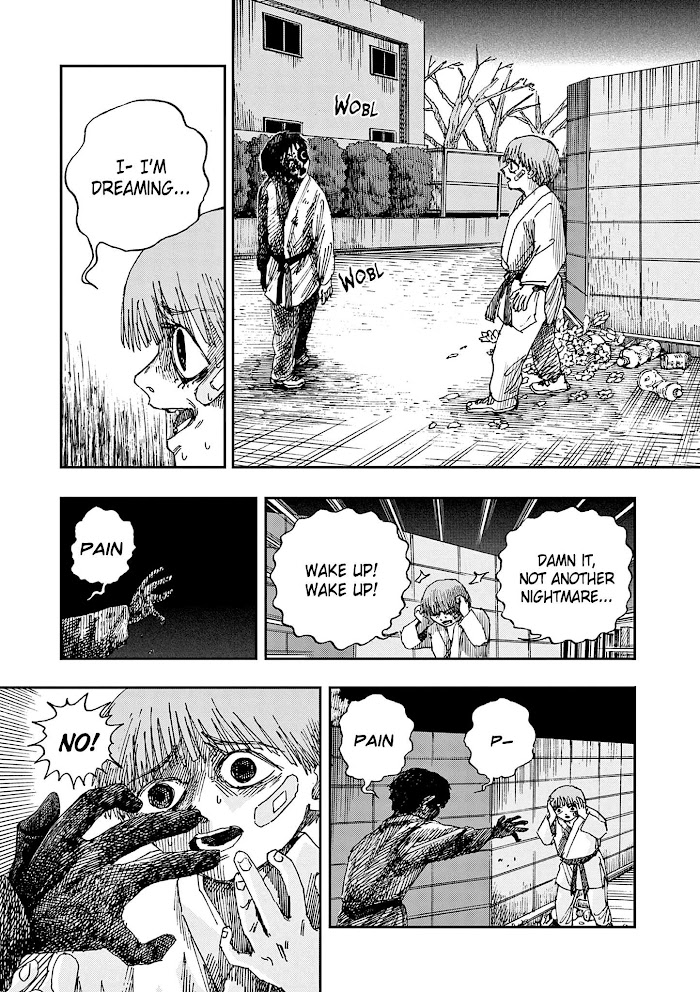 WOBL
WOBL
I- I'M
DREAMING...
DAMN IT,
NOT ANOTHER
NIGHTMARE...
WAKE UP!
WAKE UP!
PAIN
P-
PAIN
NO!